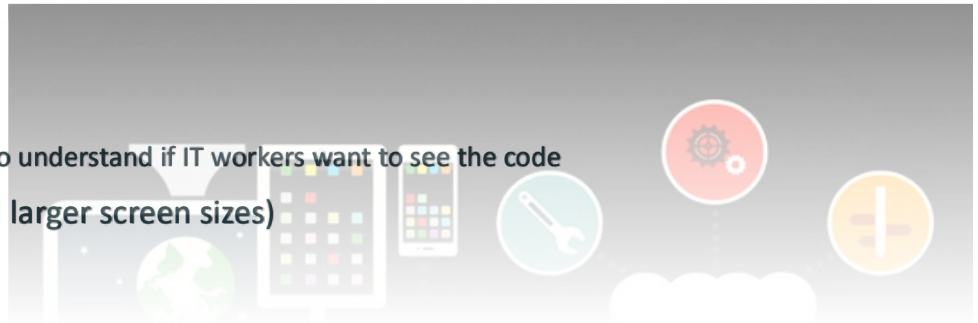 o understand if IT workers want to see the code
larger screen sizes)